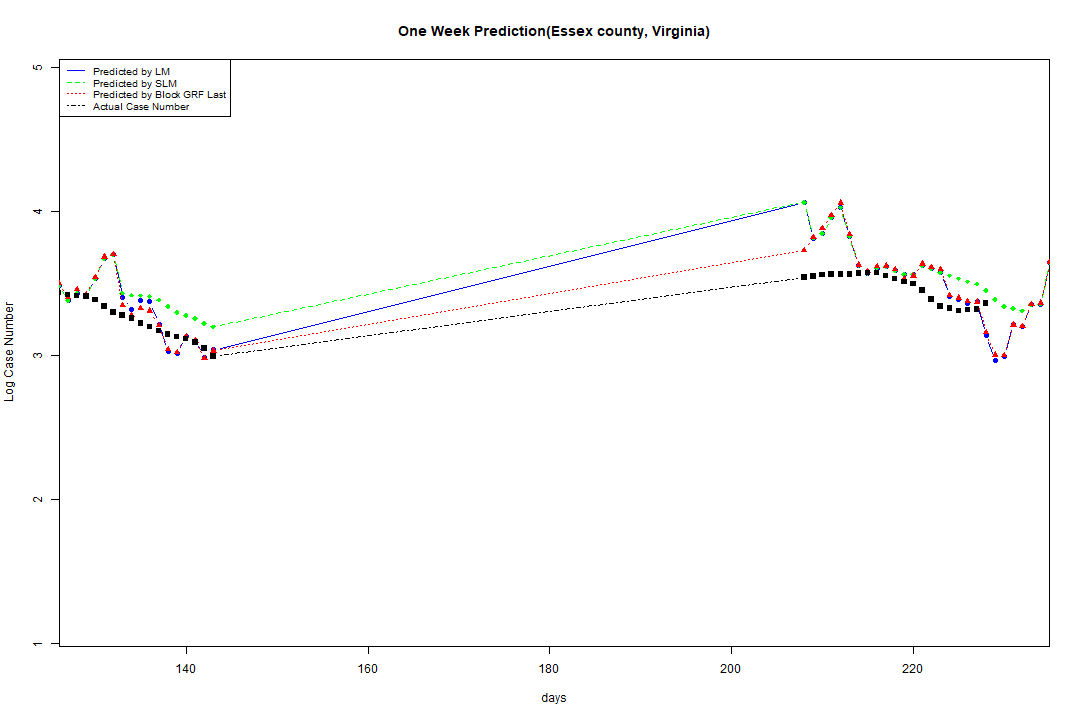 One Week Prediction(Essex county, Virginia)
5
Predicted by LM
Predicted by SLM
Predicted by Block GRF Last
Actual Case Number
4
3
2
1
Log Case Number
140 160 180 200 220
days